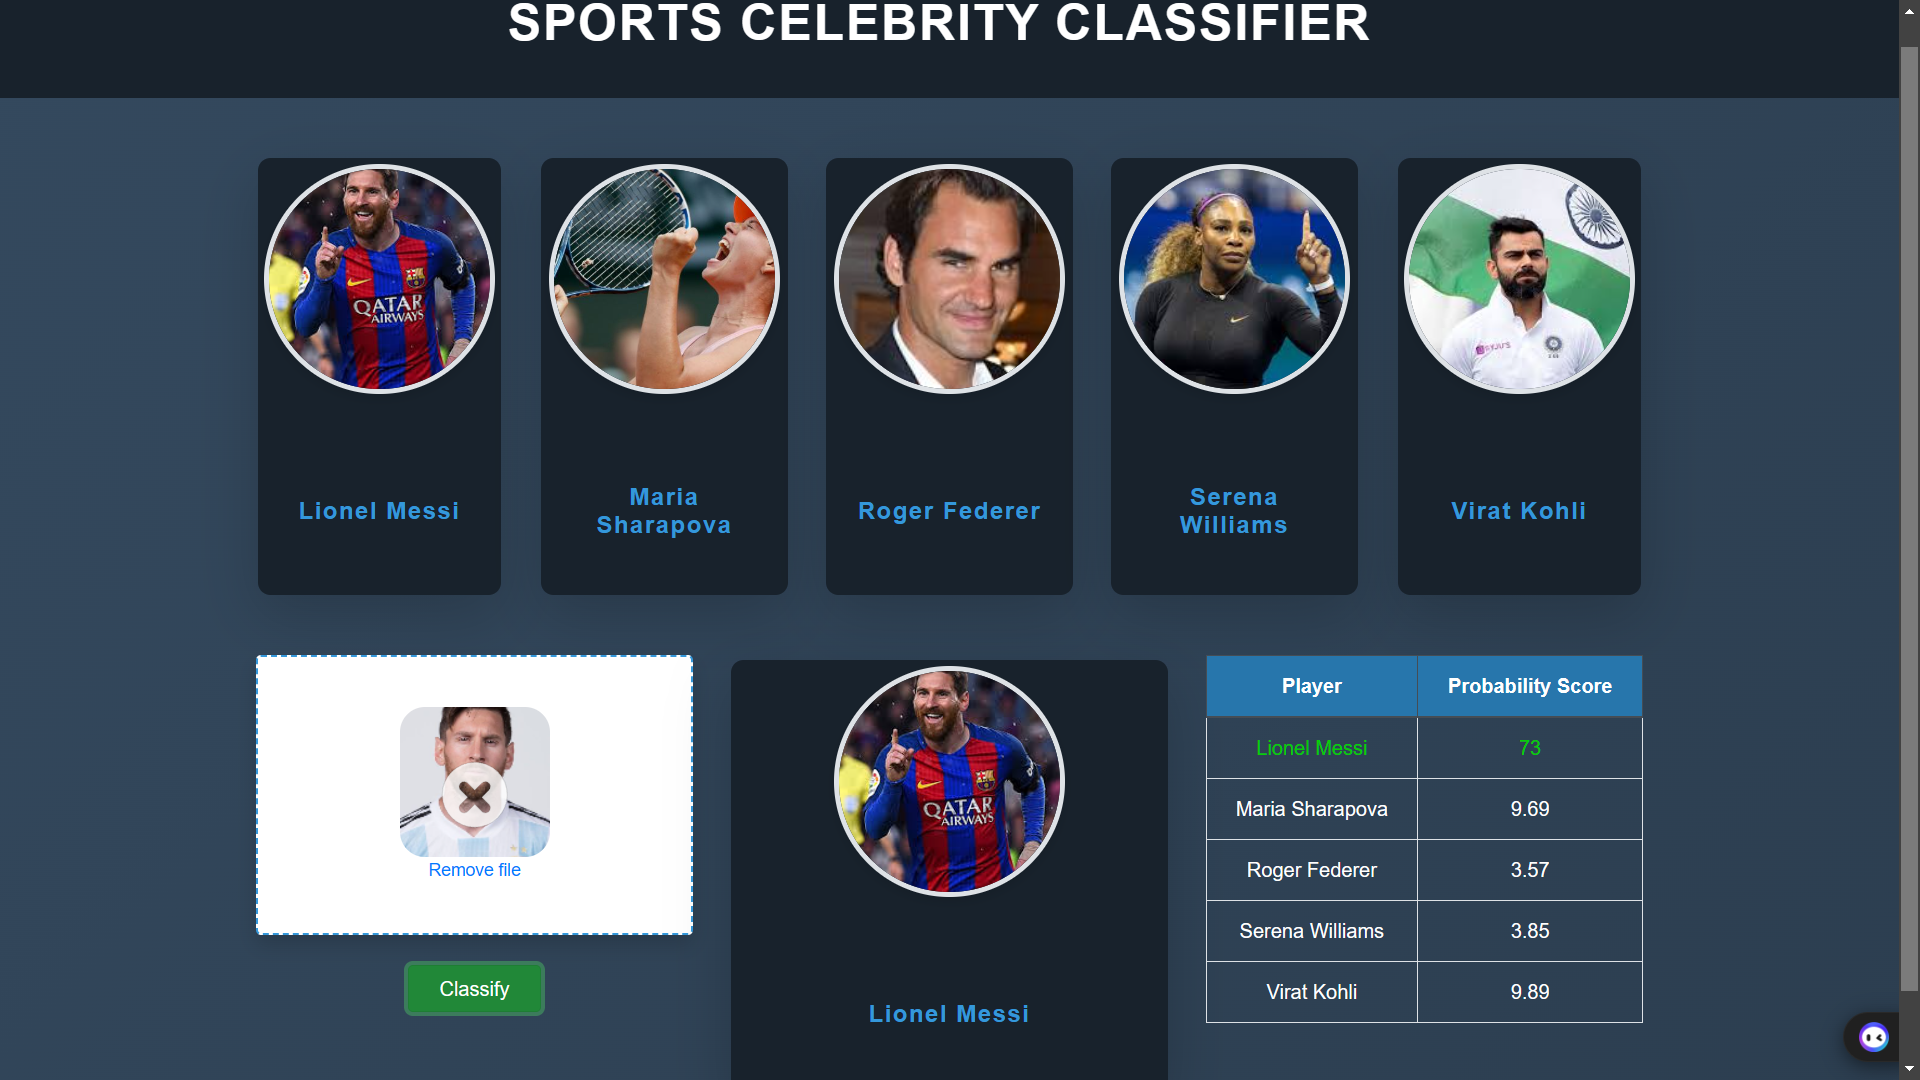 SPORTS CELEBRITY CLASSIFIER
QATAR
AIRWAYS
BYJU'S
Lionel Messi
Maria
Sharapova
Roger Federer
Serena
Williams
Virat Kohli
Remove file
Classify
QATAR
AIRWAYS
Lionel Messi
Player Probability Score
Lionel Messi 73
Maria Sharapova 9.69
Roger Federer 3.57
Serena Williams 3.85
Virat Kohli 9.89